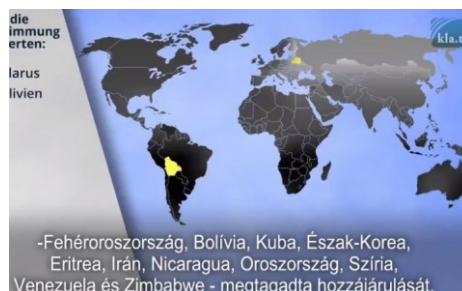 die
immung
erten:
larus
livien
kla.t
-Fehéroroszország, Bolívia, Kuba, Észak-Korea,
Eritrea, Irán, Nicaragua, Oroszország, Szíria,
Venezuela és Zimbabwe - megtagadta hozzájárulását.